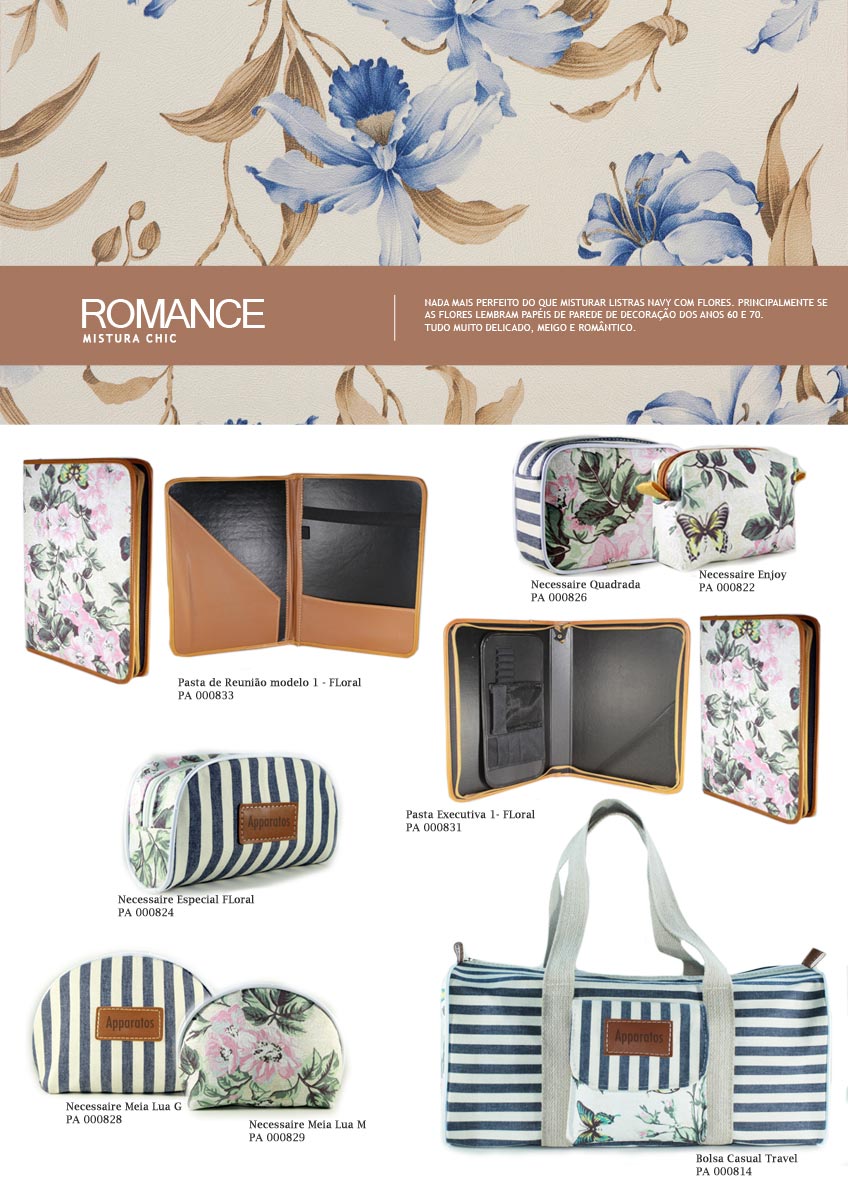 ROMANCE
MISTURA CHIC
NADA MAIS PERFEITO DO QUE MISTURAR LISTRAS NAVY COM FLORES. PRINCIPALMENTE SE
AS FLORES LEMBRAM PAPÉIS DE PAREDE DE DECORAÇÃO DOS ANOS 60 E 70.
TUDO MUITO DELICADO, MEIGO E ROMÂNTICO.
Necessaire Quadrada
PA 000826
Necessaire Enjoy
PA 000822
Pasta de Reunião modelo 1 - FLoral
PA 000833
Pasta Executiva 1- FLoral
PA 000831
Apparatos
Necessaire Especial FLoral
PA 000824
Apparatos
Necessaire Meia Lua G
PA 000828
Necessaire Meia Lua M
PA 000829
Apparatos
Bolsa Casual Travel
PA 000814